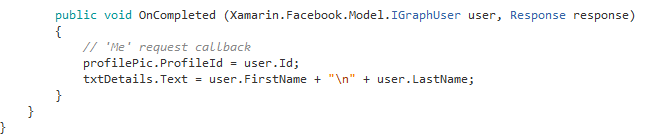 public void OnCompleted (Xamarin.Facebook.Model.IGraphUser user, Response response)
{
// 'Me' request callback
profilePic.ProfileId = user.Id;
txtDetails.Text = user.FirstName + "\n" + user.LastName;
}
}
}